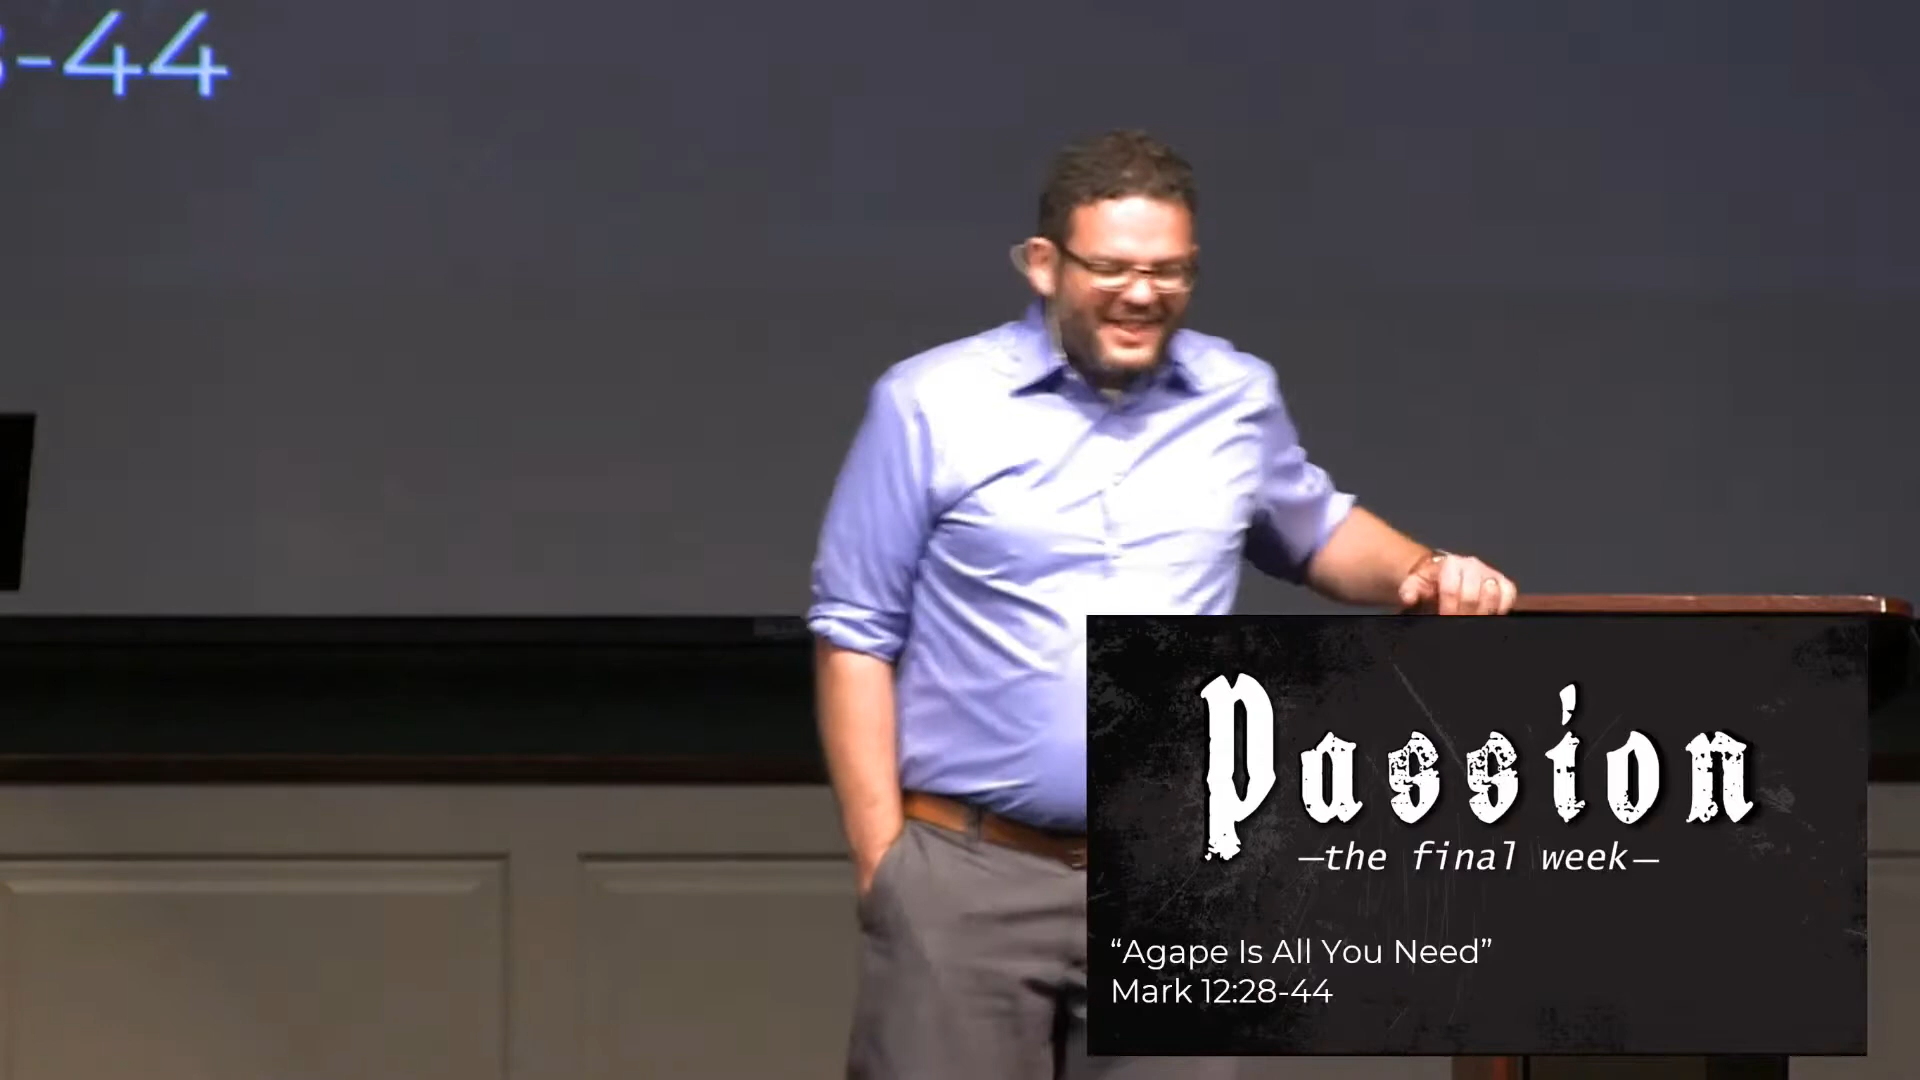 -44
Passion
—the final week—
“Agape Is All You Need”
Mark 12:28-44